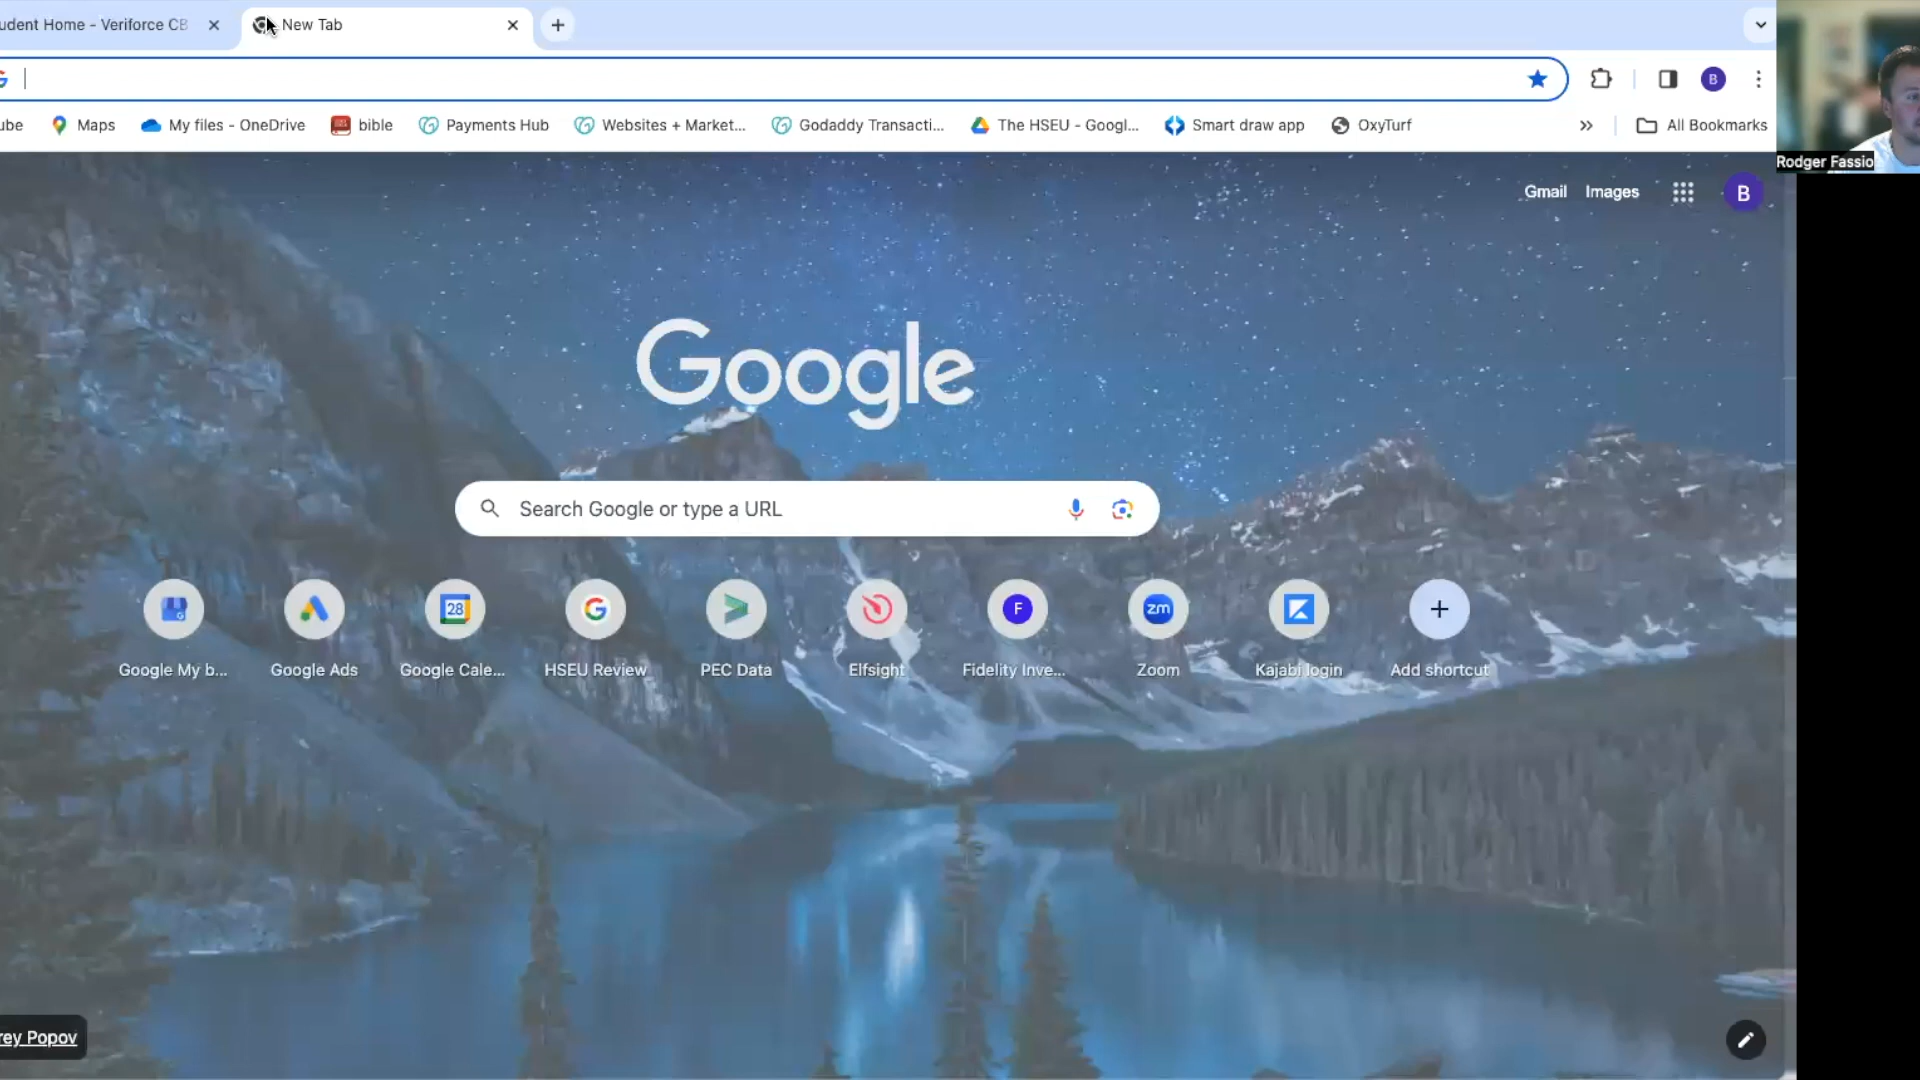 udent Home - Veriforce CB
New Tab
ube
Maps
My files - OneDrive
bible
Payments Hub
Websites + Market...
Godaddy Transacti...
The HSEU - Googl...
Smart draw app
OxyTurf
All Bookmarks
B
Rodger Fassio
Gmail
Images
B
Google
Search Google or type a URL
28
F
zm
Google My b...
Google Ads
Google Cale...
HSEU Review
PEC Data
Elfsight
Fidelity Inve...
Zoom
Kajabi login
Add shortcut
rey Popov